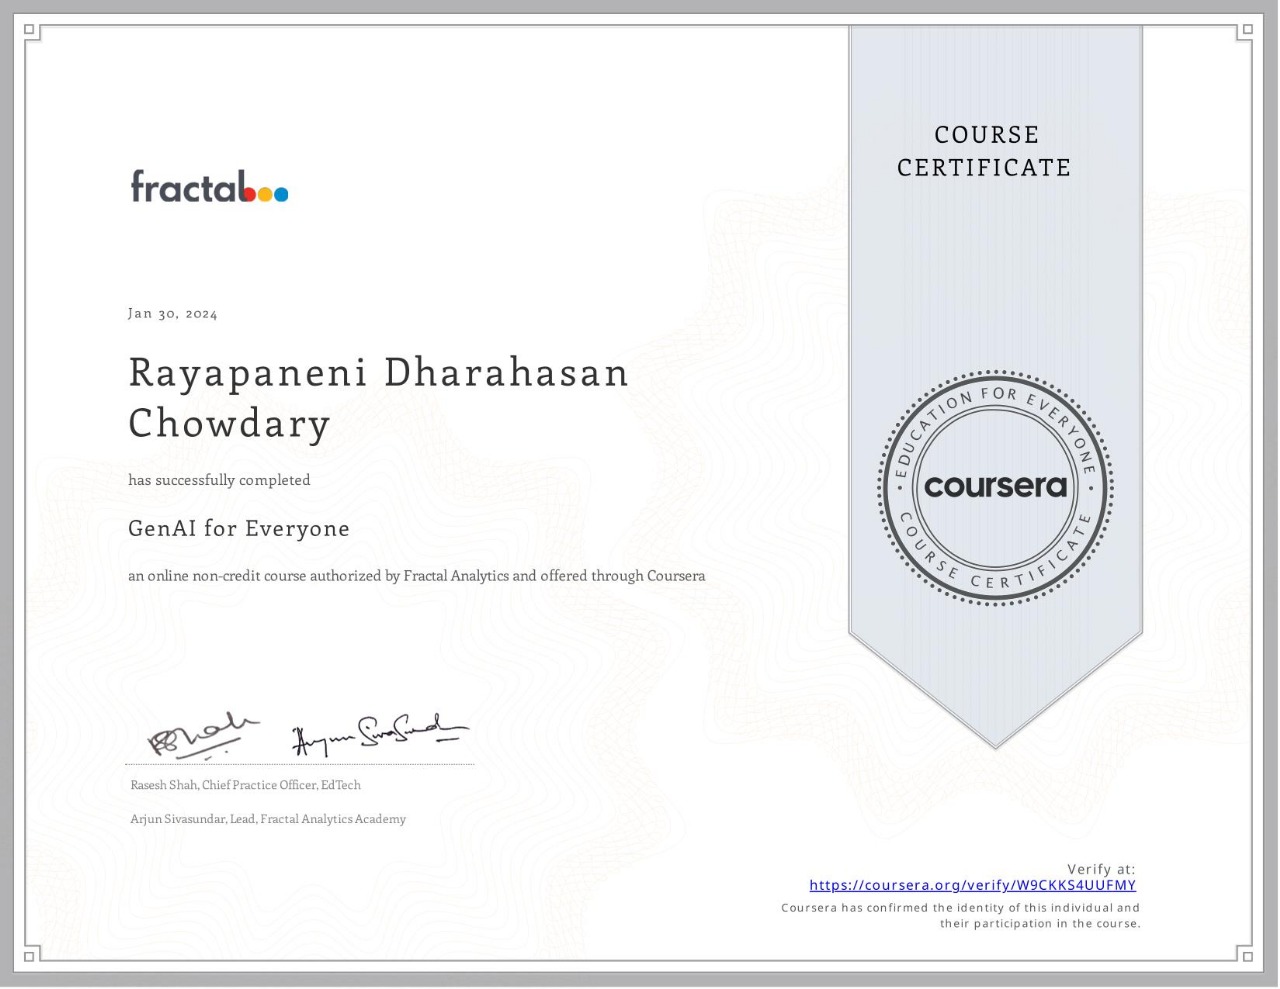 COURSE
CERTIFICATE
fractal
Jan 30, 2024
Rayapaneni Dharahasan
Chowdary
has successfully completed
GenAI for Everyone
an online non-credit course authorized by Fractal Analytics and offered through Coursera
EDUCATION FOR EVERYONE
coursera
COURSE CERTIFICATE
Rasesh Shah, Chief Practice Officer, EdTech
Arjun Sivasundar, Lead, Fractal Analytics Academy
Verify at:
https://coursera.org/verify/W9CKKS4UUFMY
Coursera has confirmed the identity of this individual and
their participation in the course.